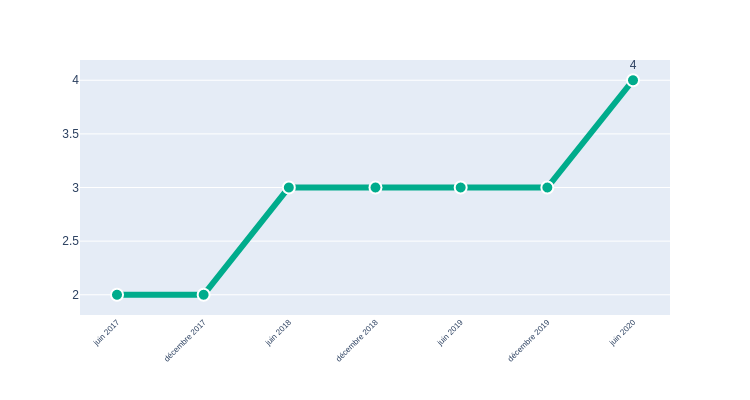 4
4
3.5
3
2.5
2
juin 2017
décembre 2017
juin 2018
décembre 2018
juin 2019
décembre 2019
juin 2020